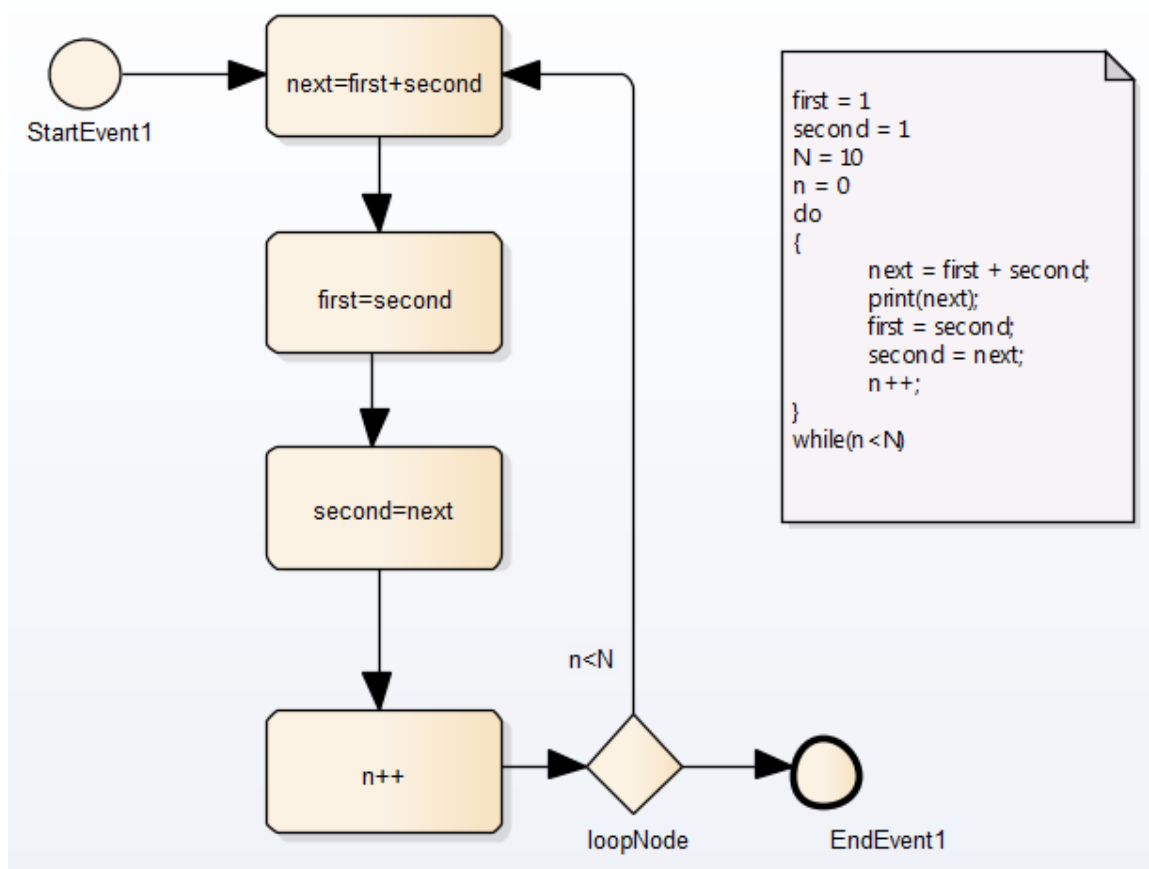 next=first+second
StartEvent1
first=second
second=next
n<N
n++
loopNode
EndEvent1
first = 1
second = 1
N = 10
n = 0
do
{
next = first + second;
print(next);
first = second;
second = next;
n++;
}
while(n<N)